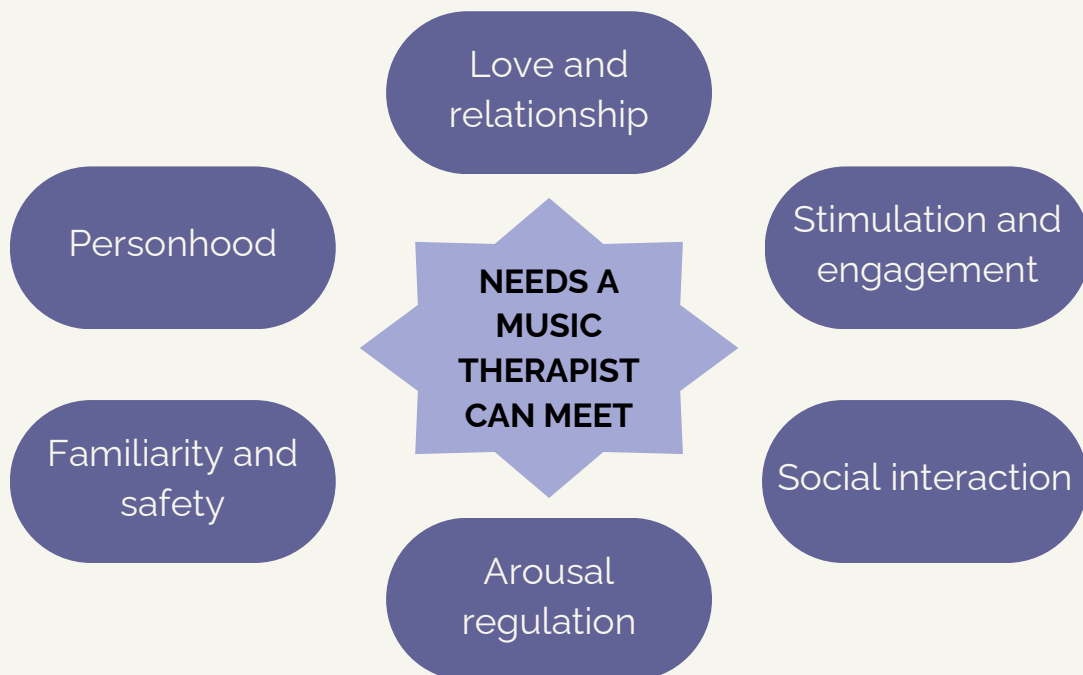 Love and
relationship
Personhood
Stimulation and
engagement
NEEDS A
MUSIC
THERAPIST
CAN MEET
Familiarity and
safety
Social interaction
Arousal
regulation